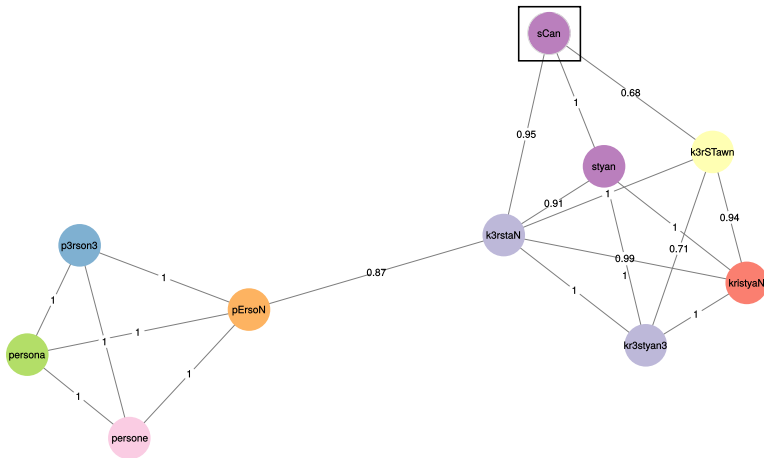 sCan
0.68
1
0.95
k3rSTawn
styan
1
0.91
0.94
1
k3rstaN
p3rson3
0.71
0.99
0.87
1
1
kristyaN
1
1
pErsoN
1
1
1
kr3styan3
persona
1
1
persone